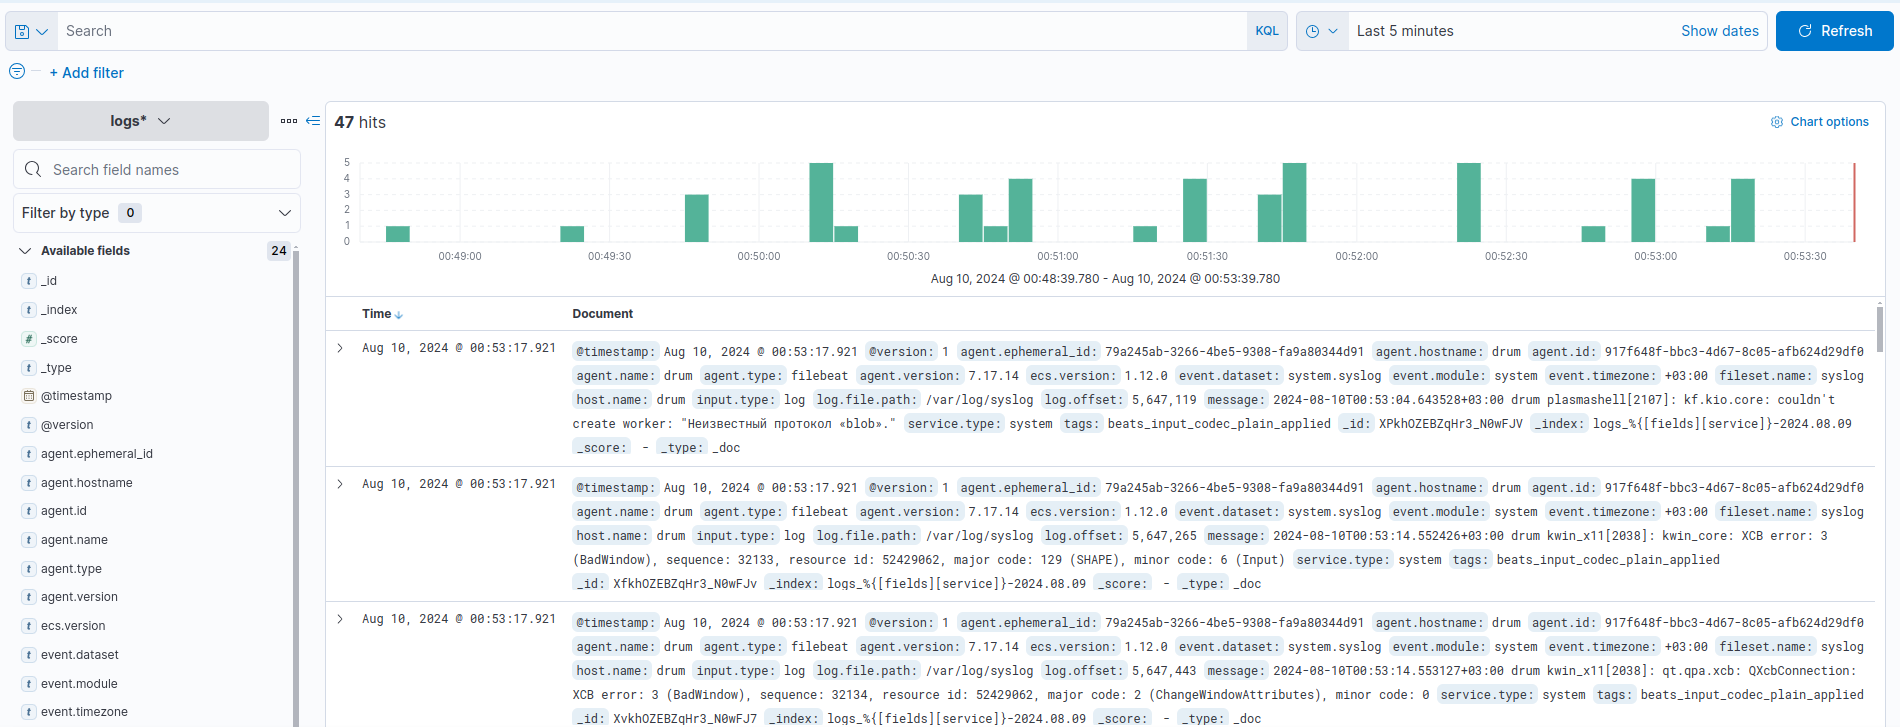 Search KQL Last 5 minutes Show dates Refresh
+ Add filter
logs*
Search field names
Filter by type 0
Available fields 24
_id
_index
_score
_type
@timestamp
@version
agent.ephemeral_id
agent.hostname
agent.id
agent.name
agent.type
agent.version
ecs.version
event.dataset
event.module
event.timezone
47 hits Chart options
5
4
3
2
1
0
00:49:00 00:49:30 00:50:00 00:50:30 00:51:00 00:51:30 00:52:00 00:52:30 00:53:00 00:53:30
Aug 10, 2024 @ 00:48:39.780 - Aug 10, 2024 @ 00:53:39.780
Time Document
Aug 10, 2024 @ 00:53:17.921 @timestamp: Aug 10, 2024 @ 00:53:17.921 @version: 1 agent.ephemeral_id: 79a245ab-3266-4be5-9308-fa9a80344d91 agent.hostname: drum agent.id: 917f648f-bbc3-4d67-8c05-afb624d29df0
agent.name: drum agent.type: filebeat agent.version: 7.17.14 ecs.version: 1.12.0 event.dataset: system.syslog event.module: system event.timezone: +03:00 fileset.name: syslog
host.name: drum input.type: log log.file.path: /var/log/syslog log.offset: 5,647,119 message: 2024-08-10T00:53:04.643528+03:00 drum plasmashell[2107]: kf.kio.core: couldn't
create worker: "Неизвестный протокол «blob»." service.type: system tags: beats_input_codec_plain_applied _id: XPkhOZEBZqHr3_N0wFJV _index: logs_%{[fields][service]}-2024.08.09
_score: - _type: _doc
Aug 10, 2024 @ 00:53:17.921 @timestamp: Aug 10, 2024 @ 00:53:17.921 @version: 1 agent.ephemeral_id: 79a245ab-3266-4be5-9308-fa9a80344d91 agent.hostname: drum agent.id: 917f648f-bbc3-4d67-8c05-afb624d29df0
agent.name: drum agent.type: filebeat agent.version: 7.17.14 ecs.version: 1.12.0 event.dataset: system.syslog event.module: system event.timezone: +03:00 fileset.name: syslog
host.name: drum input.type: log log.file.path: /var/log/syslog log.offset: 5,647,265 message: 2024-08-10T00:53:14.552426+03:00 drum kwin_x11[2038]: kwin_core: XCB error: 3
(BadWindow), sequence: 32133, resource id: 52429062, major code: 129 (SHAPE), minor code: 6 (Input) service.type: system tags: beats_input_codec_plain_applied
_id: XfkhOZEBZqHr3_N0wFJv _index: logs_%{[fields][service]}-2024.08.09 _score: - _type: _doc
Aug 10, 2024 @ 00:53:17.921 @timestamp: Aug 10, 2024 @ 00:53:17.921 @version: 1 agent.ephemeral_id: 79a245ab-3266-4be5-9308-fa9a80344d91 agent.hostname: drum agent.id: 917f648f-bbc3-4d67-8c05-afb624d29df0
agent.name: drum agent.type: filebeat agent.version: 7.17.14 ecs.version: 1.12.0 event.dataset: system.syslog event.module: system event.timezone: +03:00 fileset.name: syslog
host.name: drum input.type: log log.file.path: /var/log/syslog log.offset: 5,647,443 message: 2024-08-10T00:53:14.553127+03:00 drum kwin_x11[2038]: qt.qpa.xcb: QXcbConnection:
XCB error: 3 (BadWindow), sequence: 32134, resource id: 52429062, major code: 2 (ChangeWindowAttributes), minor code: 0 service.type: system tags: beats_input_codec_plain_applied
_id: XvkhOZEBZqHr3_N0wFJ7 _index: logs_%{[fields][service]}-2024.08.09 _score: - _type: _doc